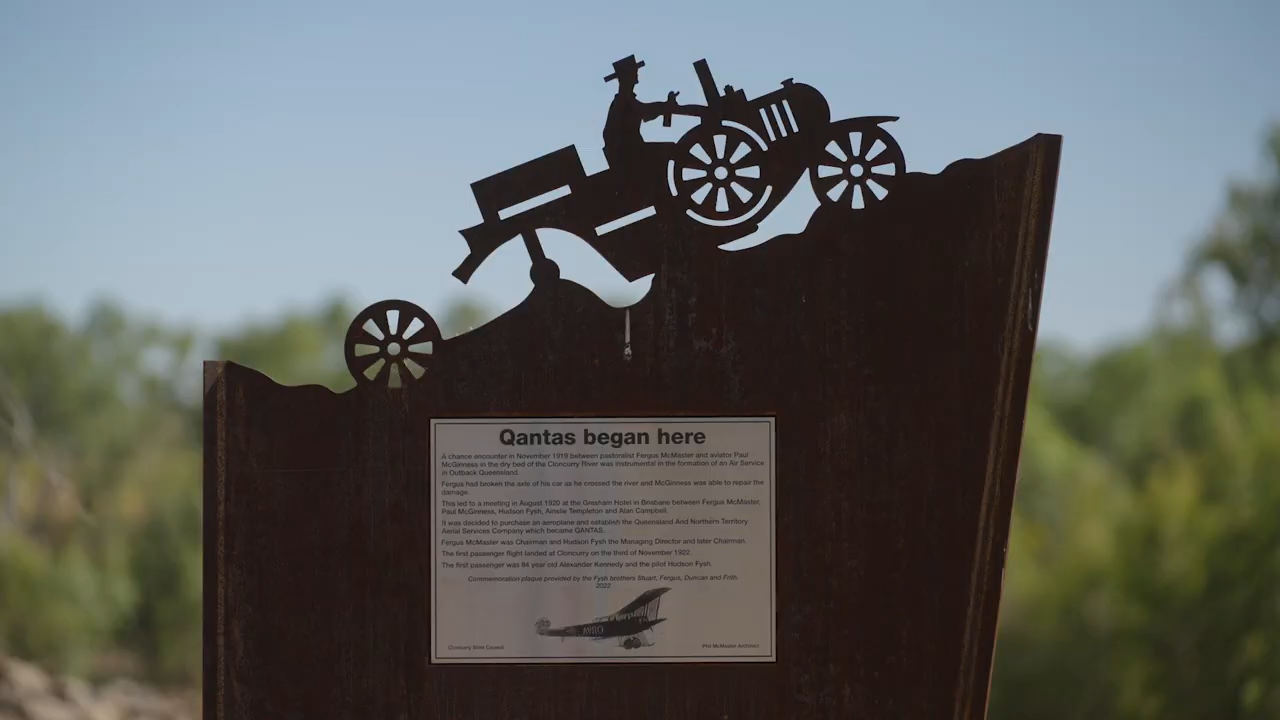 Qantas began here
A chance encounter in November 1919 between pastoralist Fergus McMaster and aviator Paul
McGinness in the dry bed of the Cloncurry River was instrumental in the formation of an Air Service
in Outback Queensland.
Fergus had broken the axle of his car as he crossed the river and McGinness was able to repair the
damage.
This led to a meeting in August 1920 at the Gresham Hotel in Brisbane between Fergus McMaster,
Paul McGinness, Hudson Fysh, Ainslie Templeton and Alan Campbell.
It was decided to purchase an aeroplane and establish the Queensland And Northern Territory
Aerial Services Company which became QANTAS.
Fergus McMaster was Chairman and Hudson Fysh the Managing Director and later Chairman.
The first passenger flight landed at Cloncurry on the third of November 1922.
The first passenger was 84 year old Alexander Kennedy and the pilot Hudson Fysh.
Commemoration plaque provided by the Fysh brothers Stuart, Fergus, Duncan and Frith.
2022
AVRO
Cloncurry Shire Council
Phil McMaster Architect